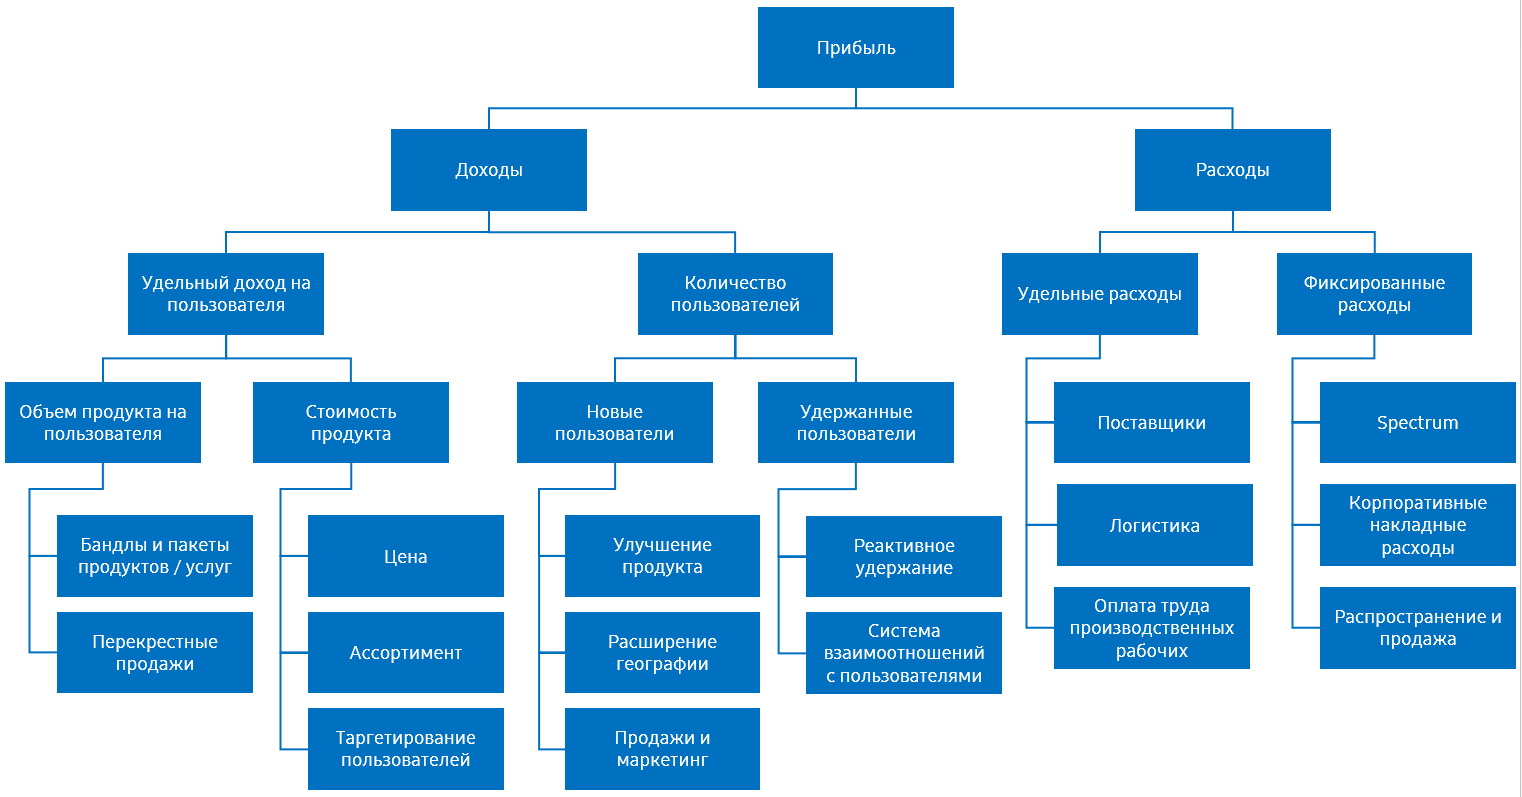 Прибыль
Доходы
Расходы
Удельный доход на
пользователя
Количество
пользователей
Удельные расходы
Фиксированные
расходы
Объем продукта на
пользователя
Стоимость
продукта
Новые
пользователи
Удержанные
пользователи
Поставщики
Spectrum
Логистика
Корпоративные
накладные
расходы
Бандлы и пакеты
продуктов / услуг
Цена
Улучшение
продукта
Реактивное
удержание
Оплата труда
производственных
рабочих
Распространение и
продажа
Перекрестные
продажи
Ассортимент
Расширение
географии
Система
взаимоотношений
с пользователями
Таргетирование
пользователей
Продажи и
маркетинг